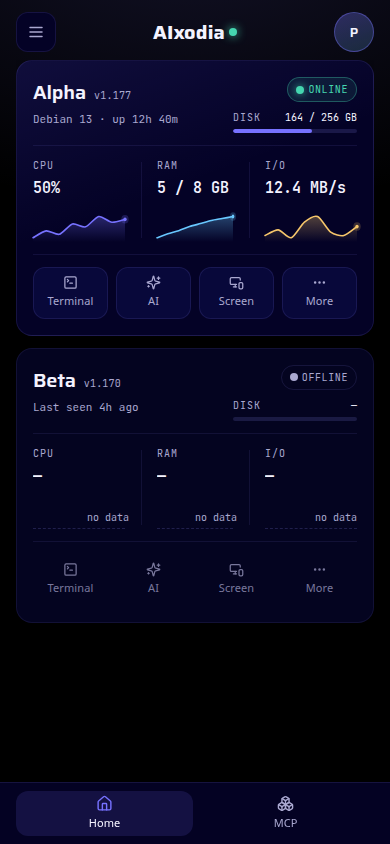 AIxodia
P
Alpha v1.177
ONLINE
Debian 13 · up 12h 40m
DISK 164 / 256 GB
CPU RAM I/O
50% 5 / 8 GB 12.4 MB/s
Terminal AI Screen More
Beta v1.170
OFFLINE
Last seen 4h ago
DISK —
CPU RAM I/O
— — —
no data no data no data
Terminal AI Screen More
Home MCP